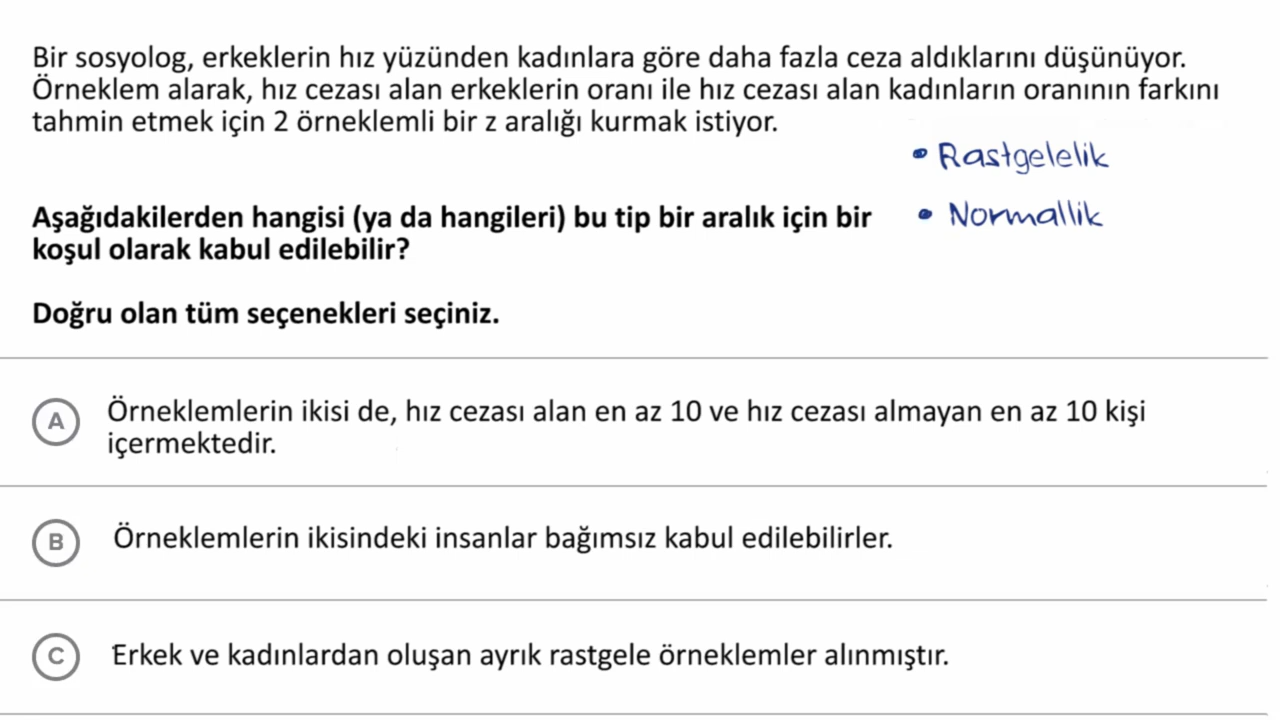 Bir sosyolog, erkeklerin hız yüzünden kadınlara göre daha fazla ceza aldıklarını düşünüyor.
Örneklem alarak, hız cezası alan erkeklerin oranı ile hız cezası alan kadınların oranının farkını
tahmin etmek için 2 örneklemli bir z aralığı kurmak istiyor.
• Rastgelelik
Aşağıdakilerden hangisi (ya da hangileri) bu tip bir aralık için bir
• Normallik
koşul olarak kabul edilebilir?
Doğru olan tüm seçenekleri seçiniz.
A Örneklemlerin ikisi de, hız cezası alan en az 10 ve hız cezası almayan en az 10 kişi
içermektedir.
B Örneklemlerin ikisindeki insanlar bağımsız kabul edilebilirler.
C Erkek ve kadınlardan oluşan ayrık rastgele örneklemler alınmıştır.